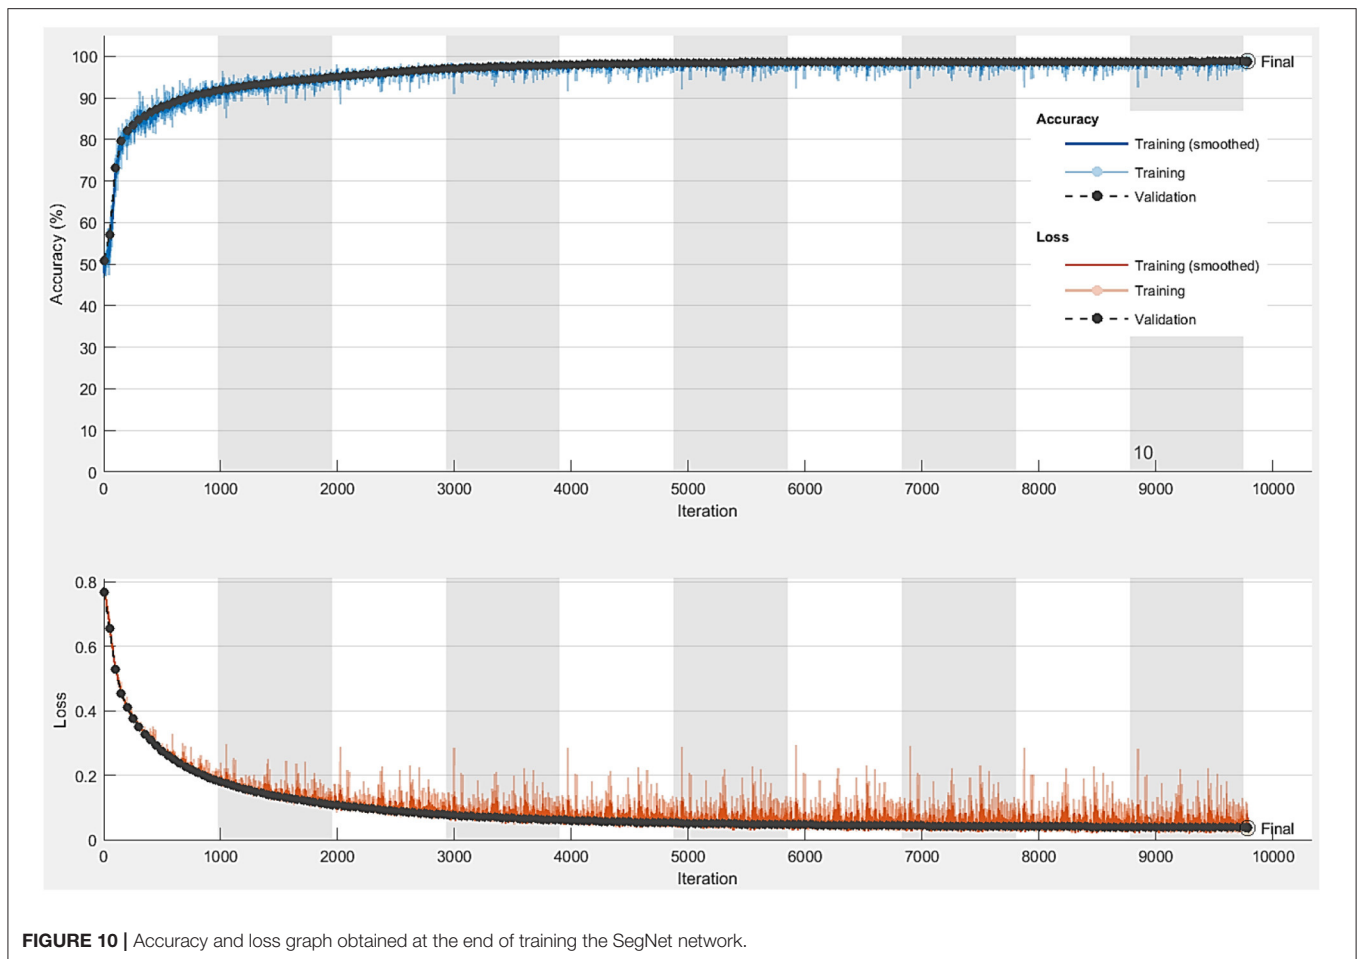 100
90
80
70
60
50
40
30
20
10
0
Accuracy (%)
Final
Accuracy
Training (smoothed)
Training
Validation
Loss
Training (smoothed)
Training
Validation
10
0 1000 2000 3000 4000 5000 6000 7000 8000 9000 10000
Iteration
0.8
0.6
0.4
0.2
0
Loss
Final
0 1000 2000 3000 4000 5000 6000 7000 8000 9000 10000
Iteration
FIGURE 10 | Accuracy and loss graph obtained at the end of training the SegNet network.